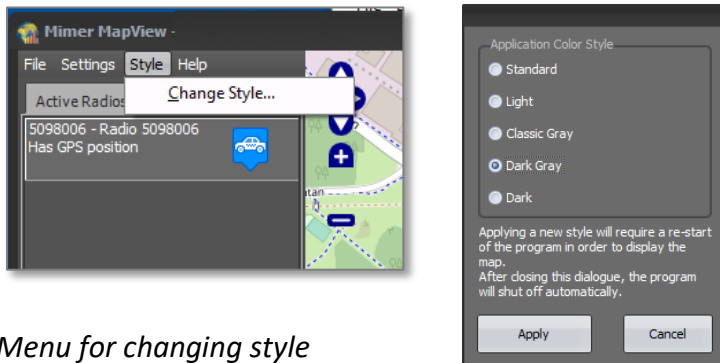 Mimer MapView -
File Settings Style Help
Change Style...
Active Radios
5098006 - Radio 5098006
Has GPS position
Menu for changing style
Application Color Style
Standard
Light
Classic Gray
Dark Gray
Dark
Applying a new style will require a re-start
of the program in order to display the
map.
After closing this dialogue, the program
will shut off automatically.
Apply Cancel